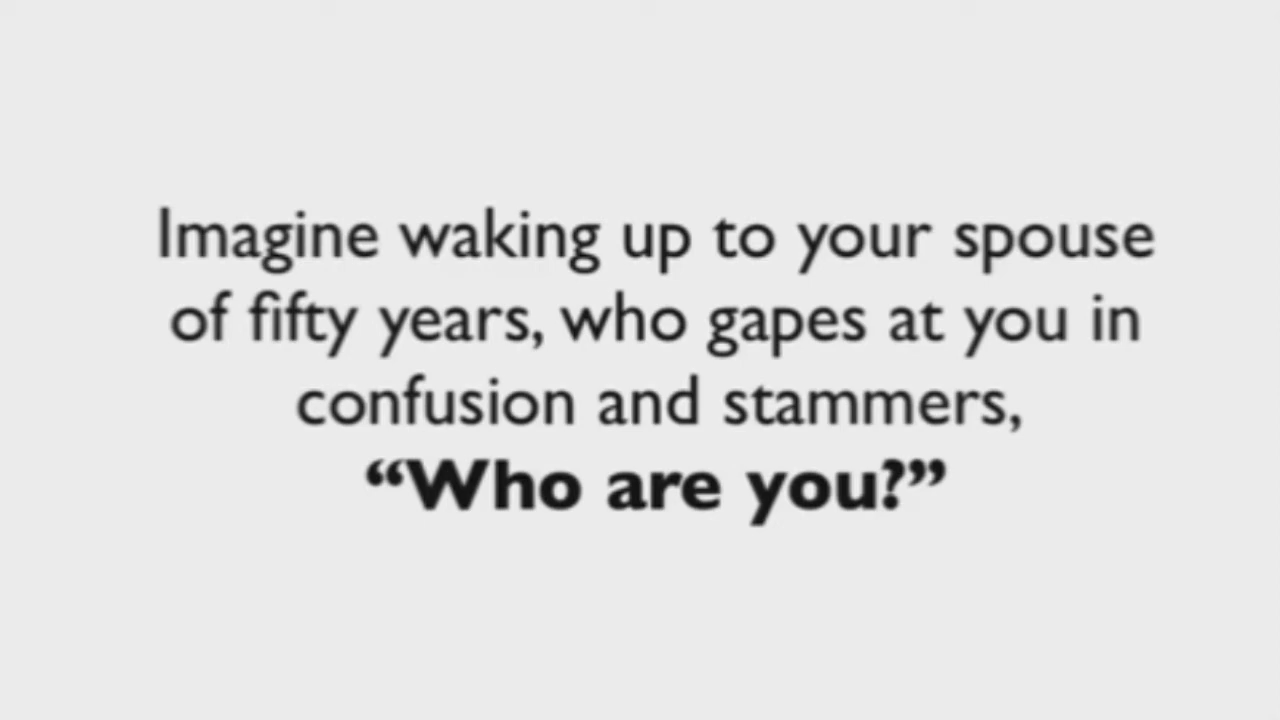 Imagine waking up to your spouse
of fifty years, who gapes at you in
confusion and stammers,
“Who are you?”